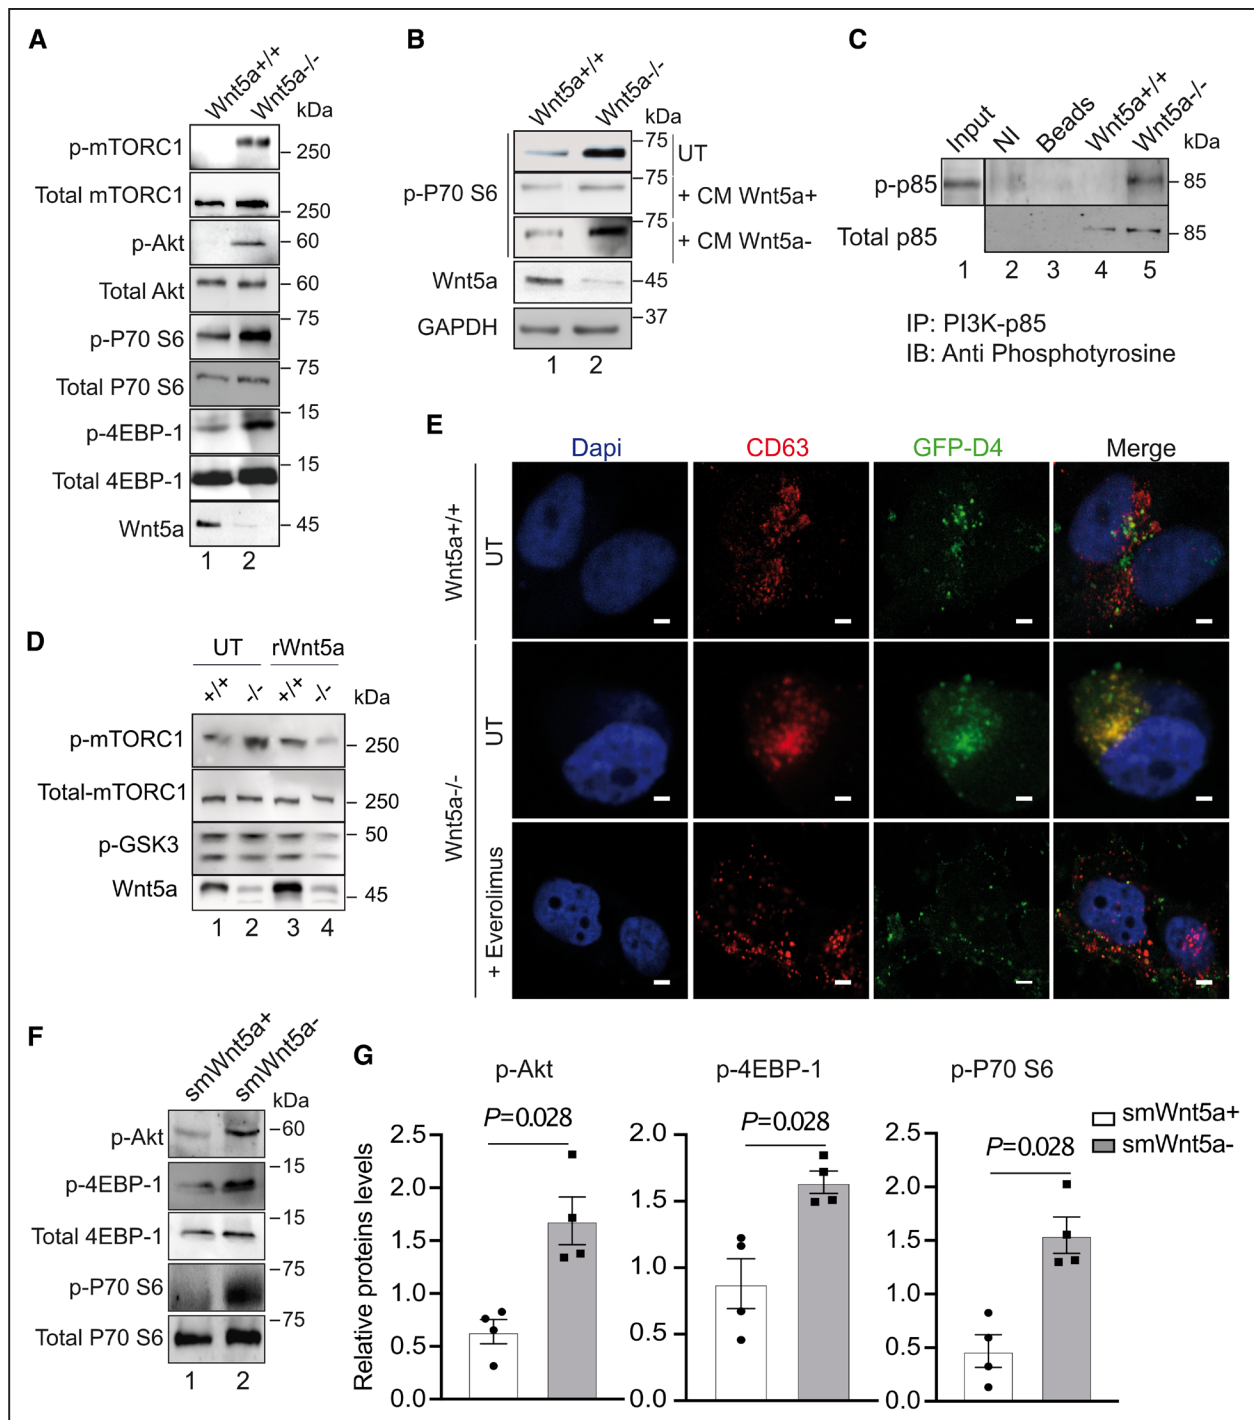 A
Wnt5a+/+
Wnt5a-/-
kDa
p-mTORC1
250
Total mTORC1
250
p-Akt
60
Total Akt
60
75
p-P70 S6
75
Total P70 S6
15
p-4EBP-1
15
Total 4EBP-1
Wnt5a
45
1 2
B
Wnt5a+/+
Wnt5a-/-
kDa
75
UT
75
p-P70 S6
+ CM Wnt5a+
75
+ CM Wnt5a-
Wnt5a
45
37
GAPDH
1 2
C
Input
NI
Beads
Wnt5a+/+
Wnt5a-/-
kDa
p-p85
85
Total p85
85
1 2 3 4 5
IP: PI3K-p85
IB: Anti Phosphotyrosine
D
UT rWnt5a
+/+ -/- +/+ -/-
kDa
p-mTORC1
250
Total-mTORC1
250
50
p-GSK3
Wnt5a
45
1 2 3 4
E
Dapi CD63 GFP-D4 Merge
Wnt5a+/+
UT
Wnt5a-/-
UT
+ Everolimus
F
smWnt5a+
smWnt5a-
kDa
p-Akt
60
15
p-4EBP-1
15
Total 4EBP-1
75
p-P70 S6
75
Total P70 S6
1 2
G
Relative proteins levels
p-Akt
P=0.028
2.5
2.0
1.5
1.0
0.5
0.0
p-4EBP-1
P=0.028
2.0
1.5
1.0
0.5
0.0
p-P70 S6
P=0.028
2.5
2.0
1.5
1.0
0.5
0.0
smWnt5a+
smWnt5a-